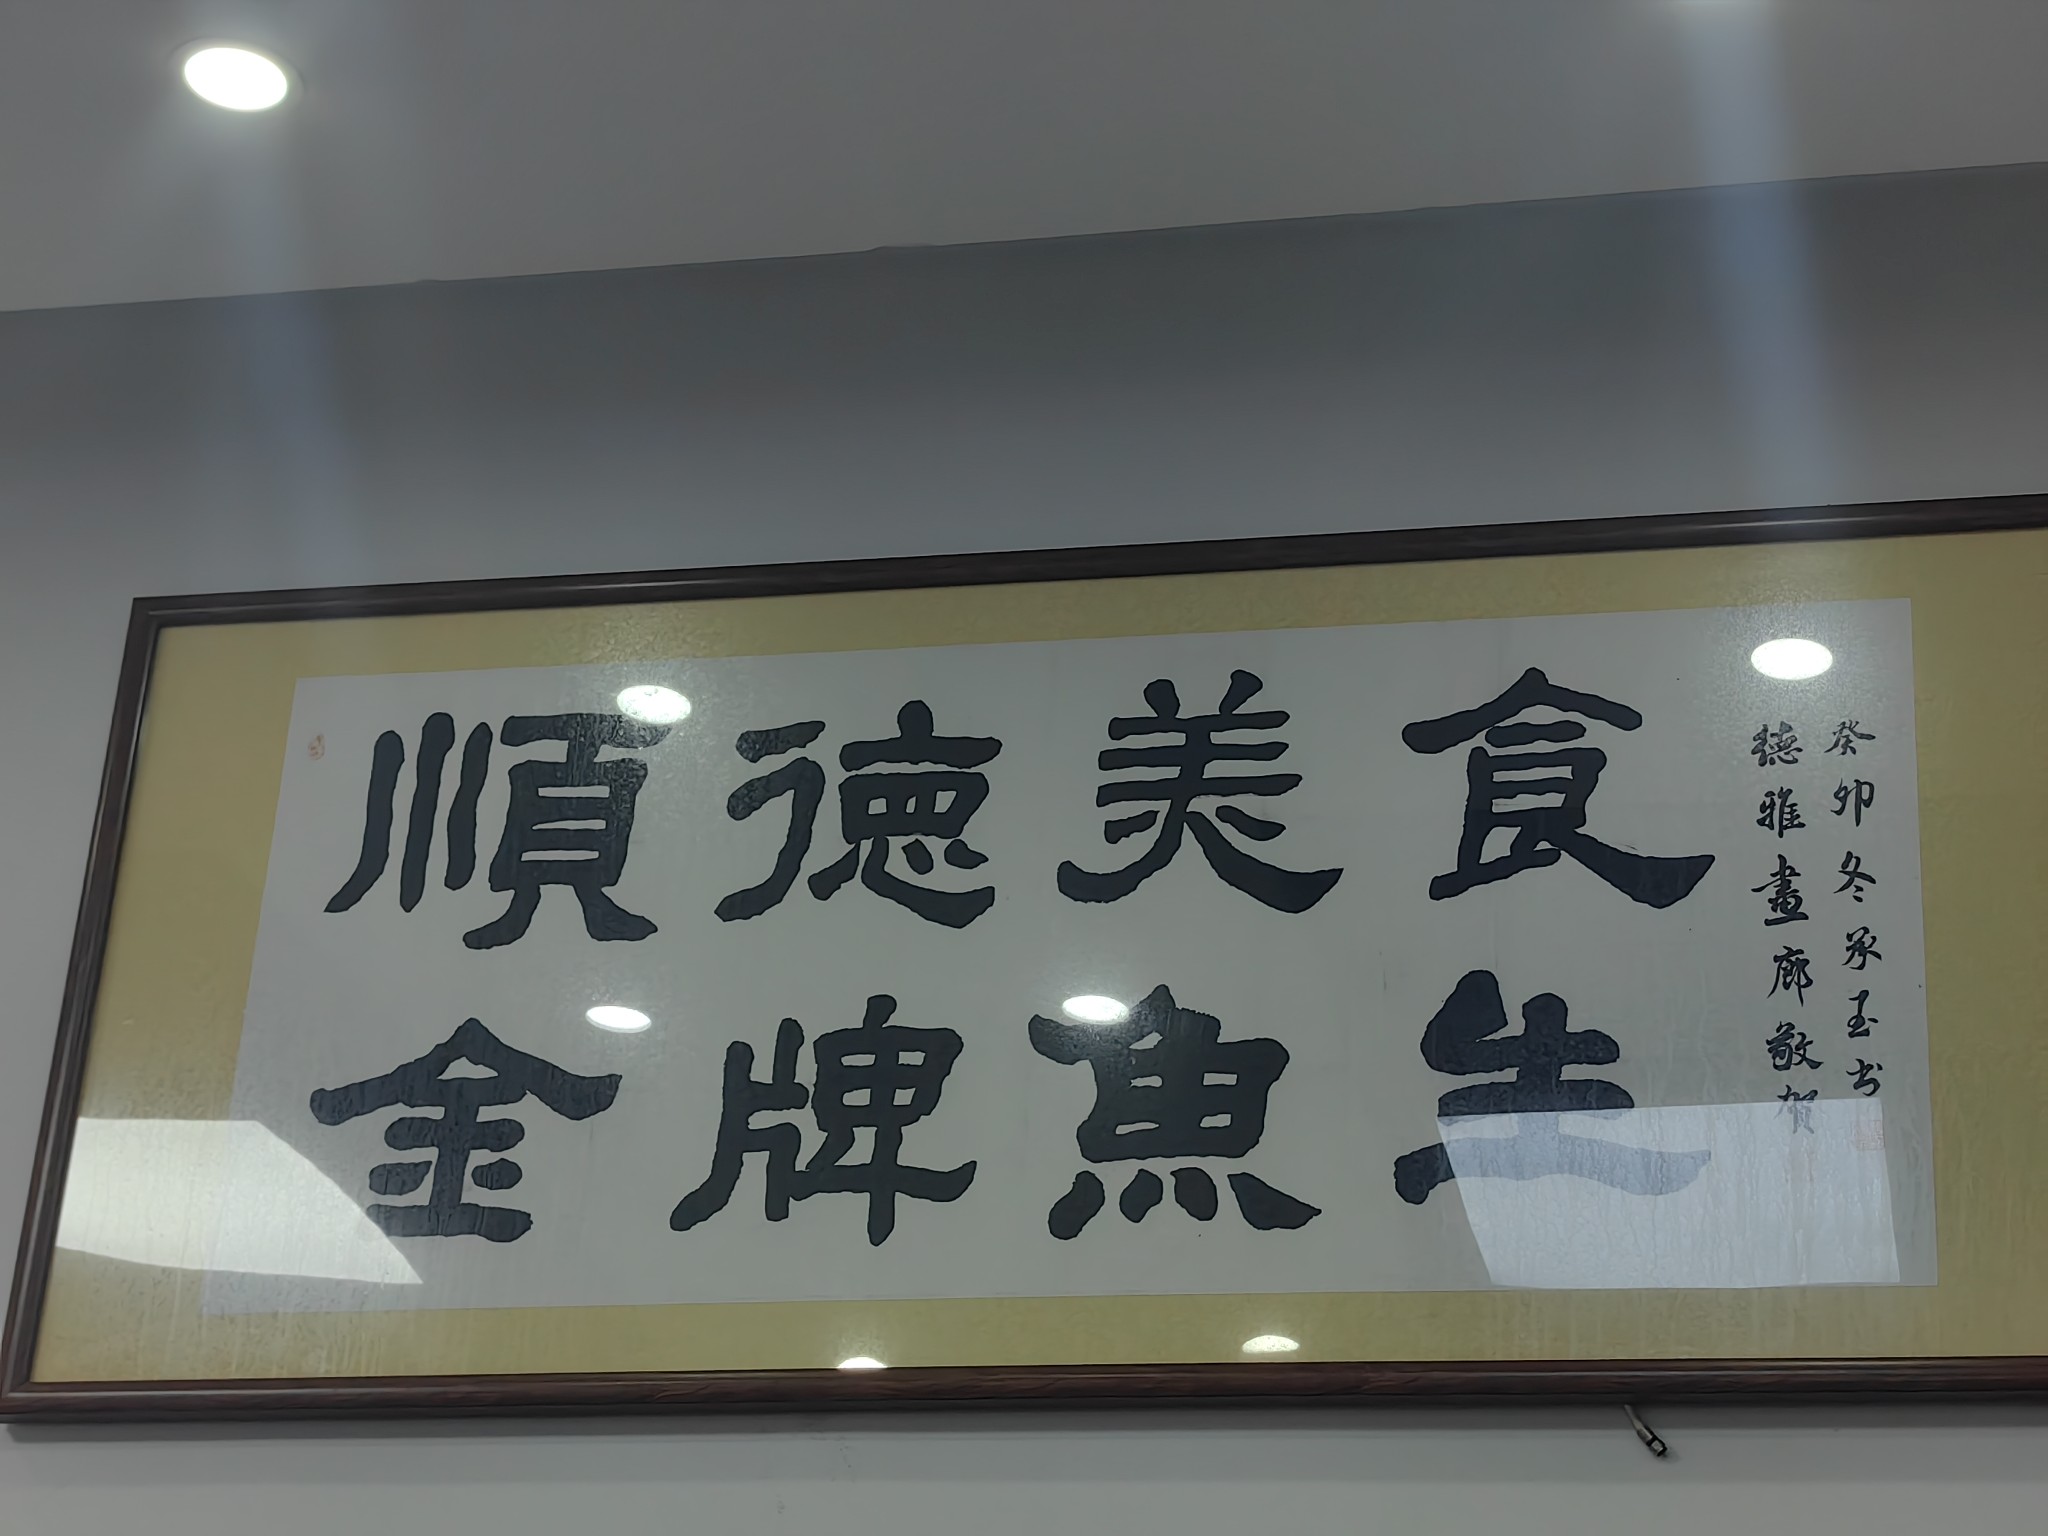 順德美食
金牌魚生
癸卯冬承玉书
德雅畫廊敬賀